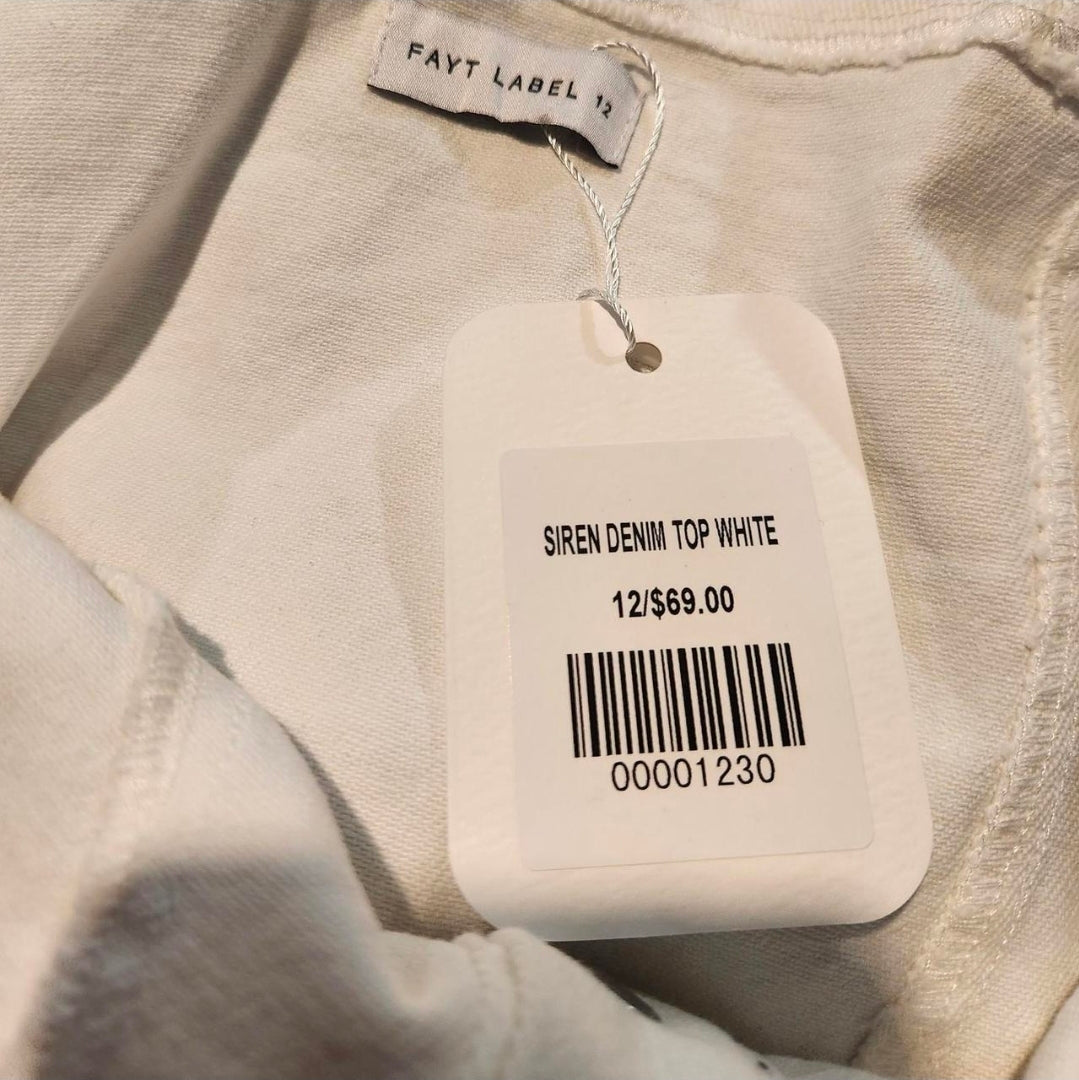 FAYT LABEL 12
SIREN DENIM TOP WHITE
12/$69.00
00001230